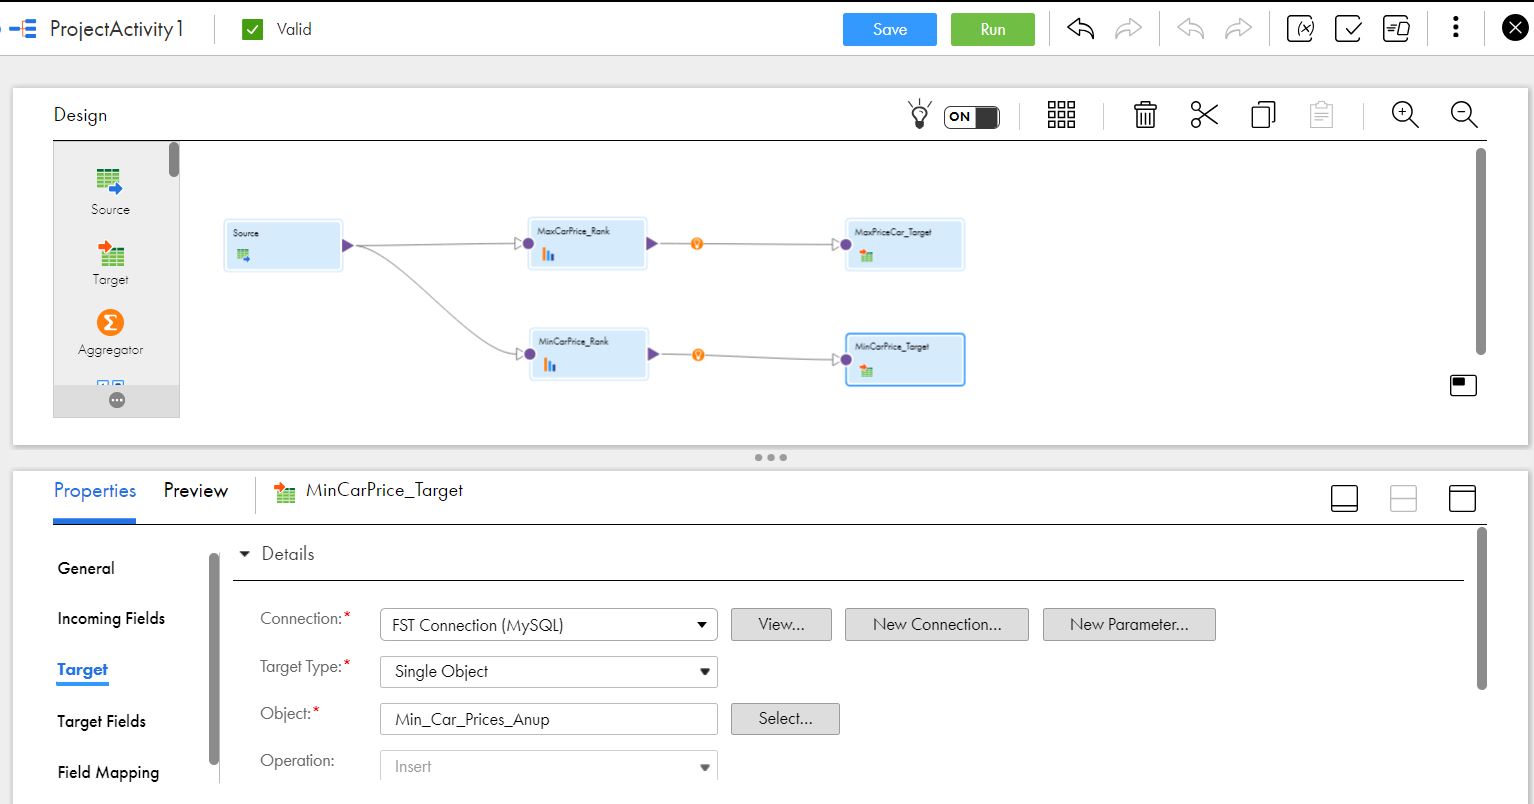 ProjectActivity1
Valid
Save
Run
Design
ON
Source
Target
Aggregator
Source
MaxCarPrice_Rank
MaxPriceCar_Target
MinCarPrice_Rank
MinCarPrice_Target
Properties
Preview
MinCarPrice_Target
General
Incoming Fields
Target
Target Fields
Field Mapping
Details
Connection:* FST Connection (MySQL) View... New Connection... New Parameter...
Target Type:* Single Object
Object:* Min_Car_Prices_Anup Select...
Operation: Insert